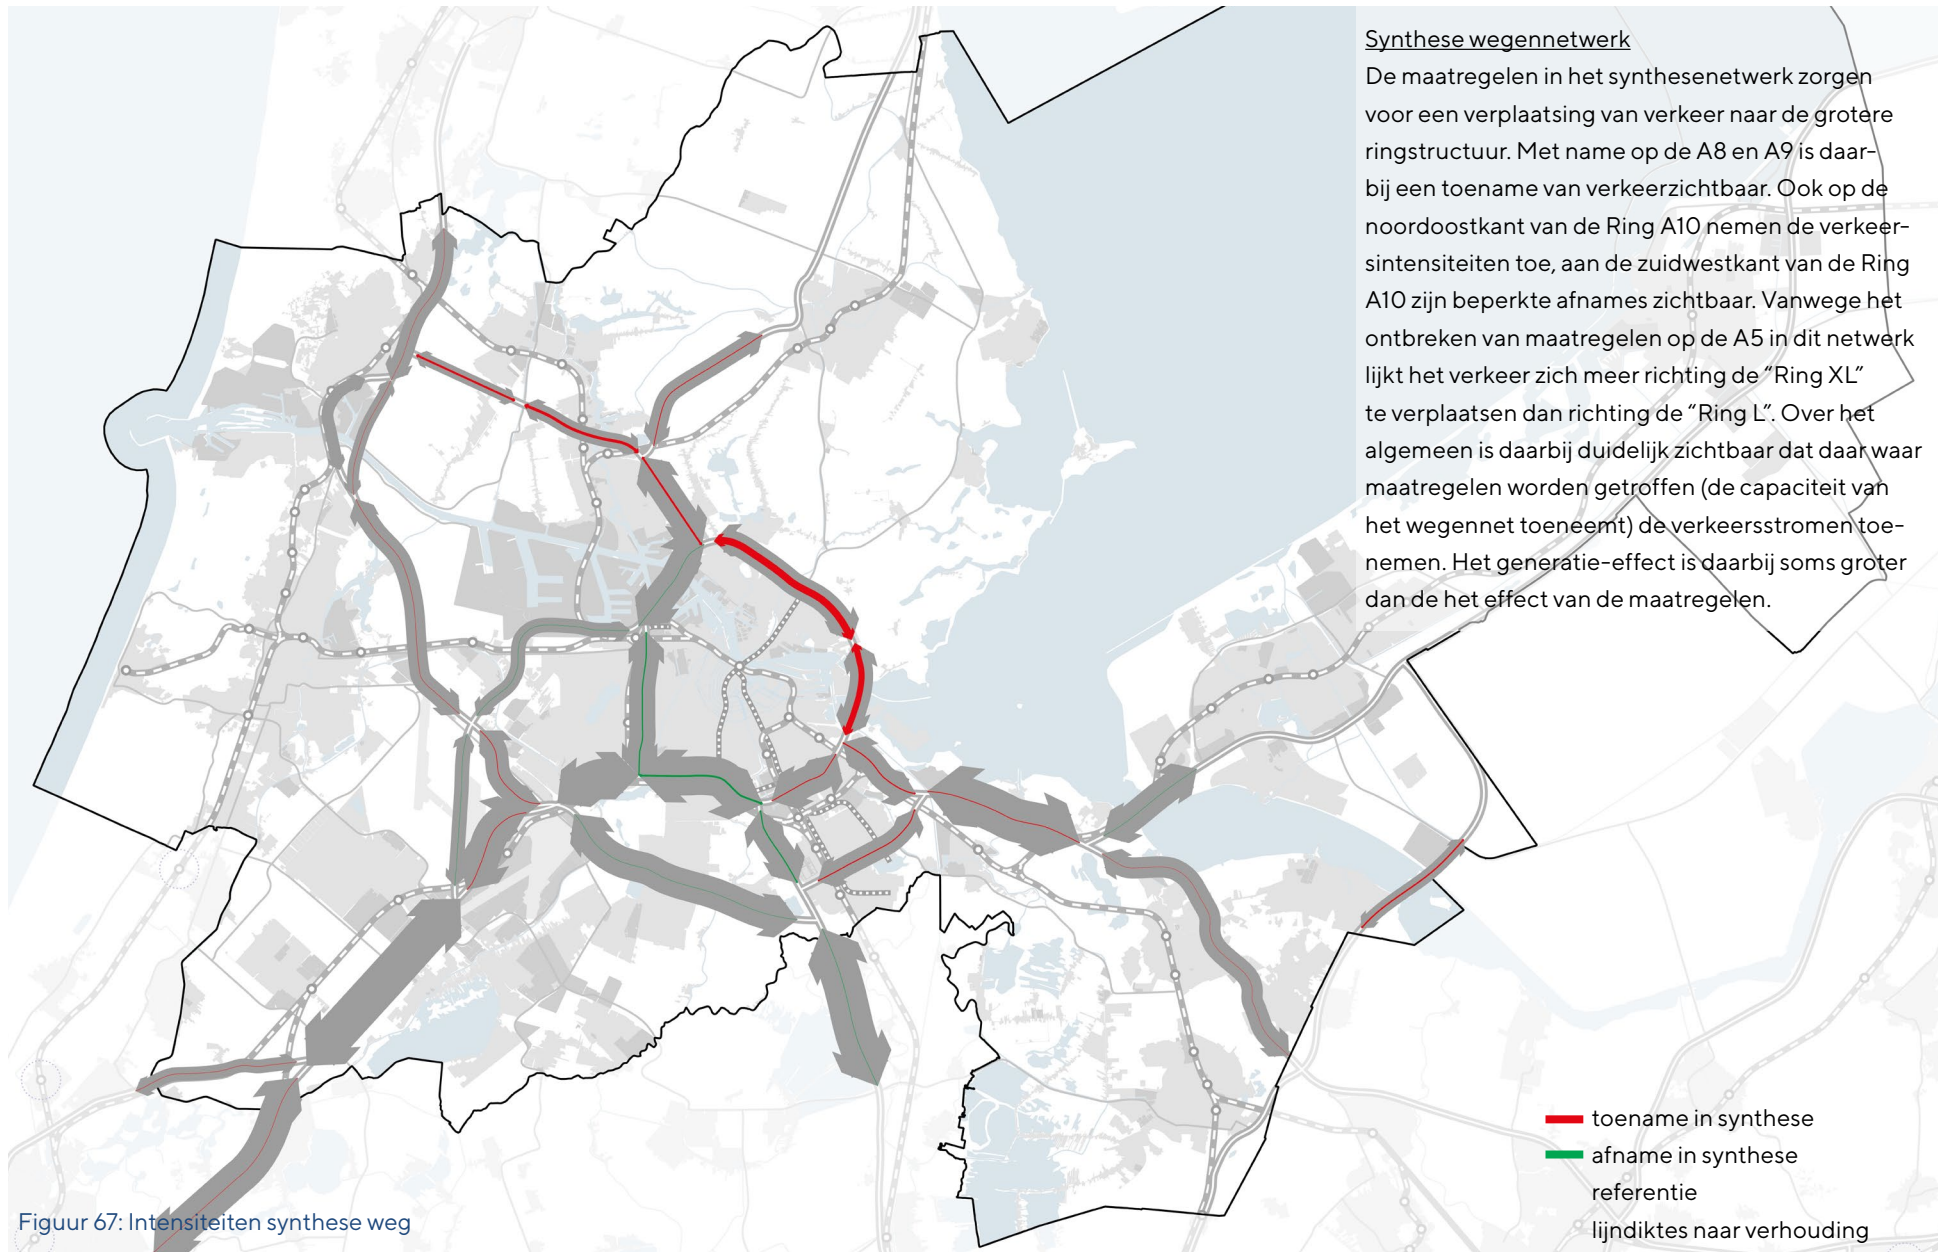 Synthese wegennetwerk
De maatregelen in het synthesenetwerk zorgen
voor een verplaatsing van verkeer naar de grotere
ringstructuur. Met name op de A8 en A9 is daar-
bij een toename van verkeerzichtbaar. Ook op de
noordoostkant van de Ring A10 nemen de verkeer-
sintensiteiten toe, aan de zuidwestkant van de Ring
A10 zijn beperkte afnames zichtbaar. Vanwege het
ontbreken van maatregelen op de A5 in dit netwerk
lijkt het verkeer zich meer richting de “Ring XL”
te verplaatsen dan richting de “Ring L”. Over het
algemeen is daarbij duidelijk zichtbaar dat daar waar
maatregelen worden getroffen (de capaciteit van
het wegennet toeneemt) de verkeersstromen toe-
nemen. Het generatie-effect is daarbij soms groter
dan de het effect van de maatregelen.
toename in synthese
afname in synthese
referentie
lijndiktes naar verhouding
Figuur 67: Intensiteiten synthese weg